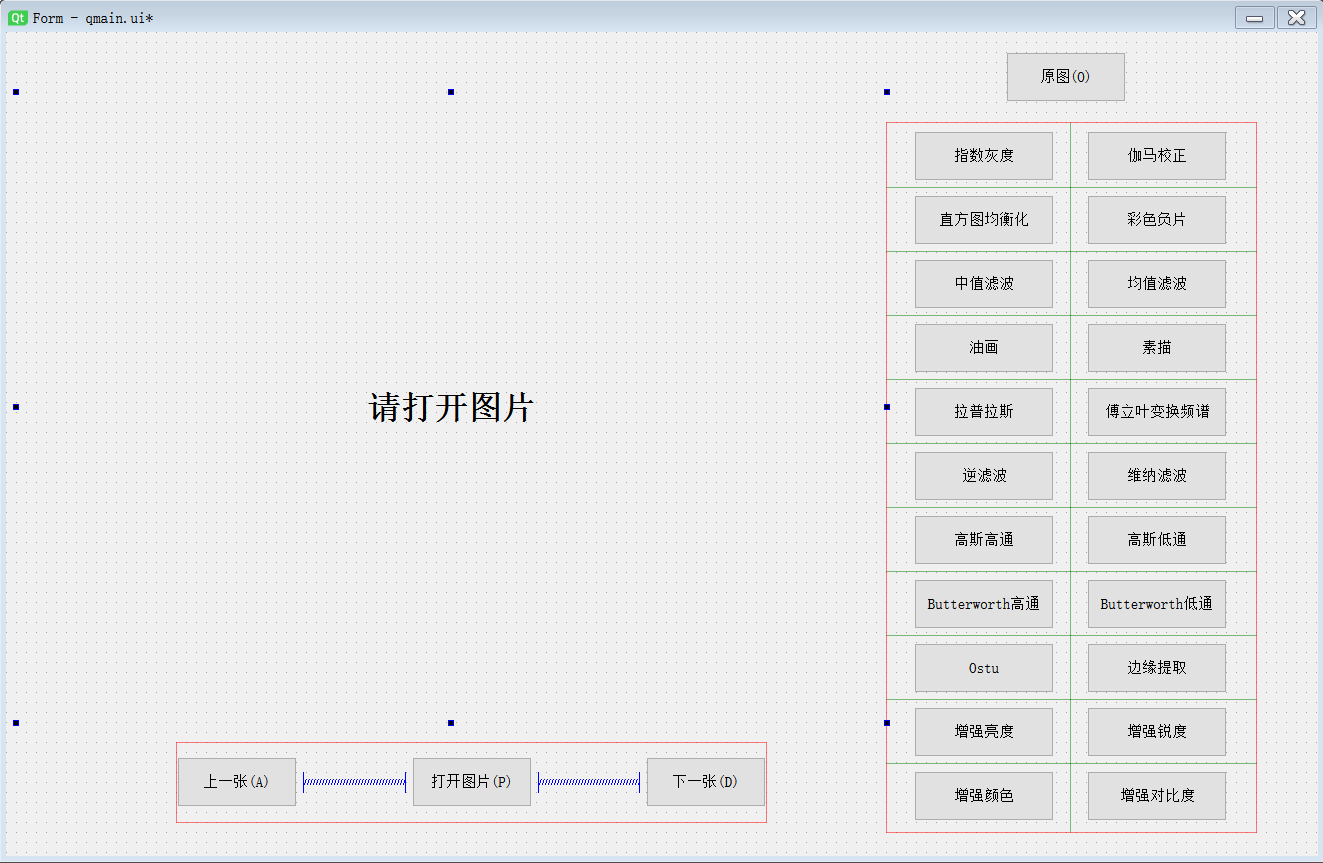 Qt Form - qmain.ui*
原图(O)
指数灰度 伽马校正
直方图均衡化 彩色负片
中值滤波 均值滤波
油画 素描
请打开图片
拉普拉斯 傅立叶变换频谱
逆滤波 维纳滤波
高斯高通 高斯低通
Butterworth高通 Butterworth低通
Ostu 边缘提取
增强亮度 增强锐度
增强颜色 增强对比度
上一张(A) 打开图片(P) 下一张(D)